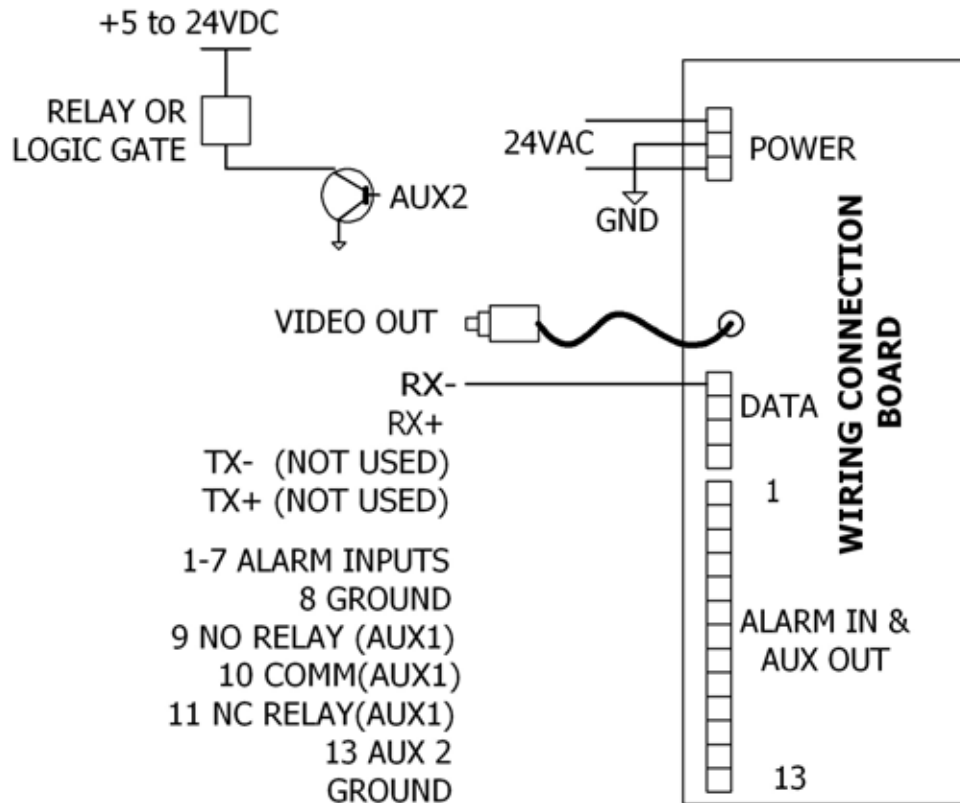 +5 to 24VDC
RELAY OR
LOGIC GATE
AUX2
24VAC
GND
POWER
VIDEO OUT
RX-
RX+
TX- (NOT USED)
TX+ (NOT USED)
DATA
1
1-7 ALARM INPUTS
8 GROUND
9 NO RELAY (AUX1)
10 COMM(AUX1)
11 NC RELAY(AUX1)
13 AUX 2
GROUND
ALARM IN &
AUX OUT
13
WIRING CONNECTION
BOARD